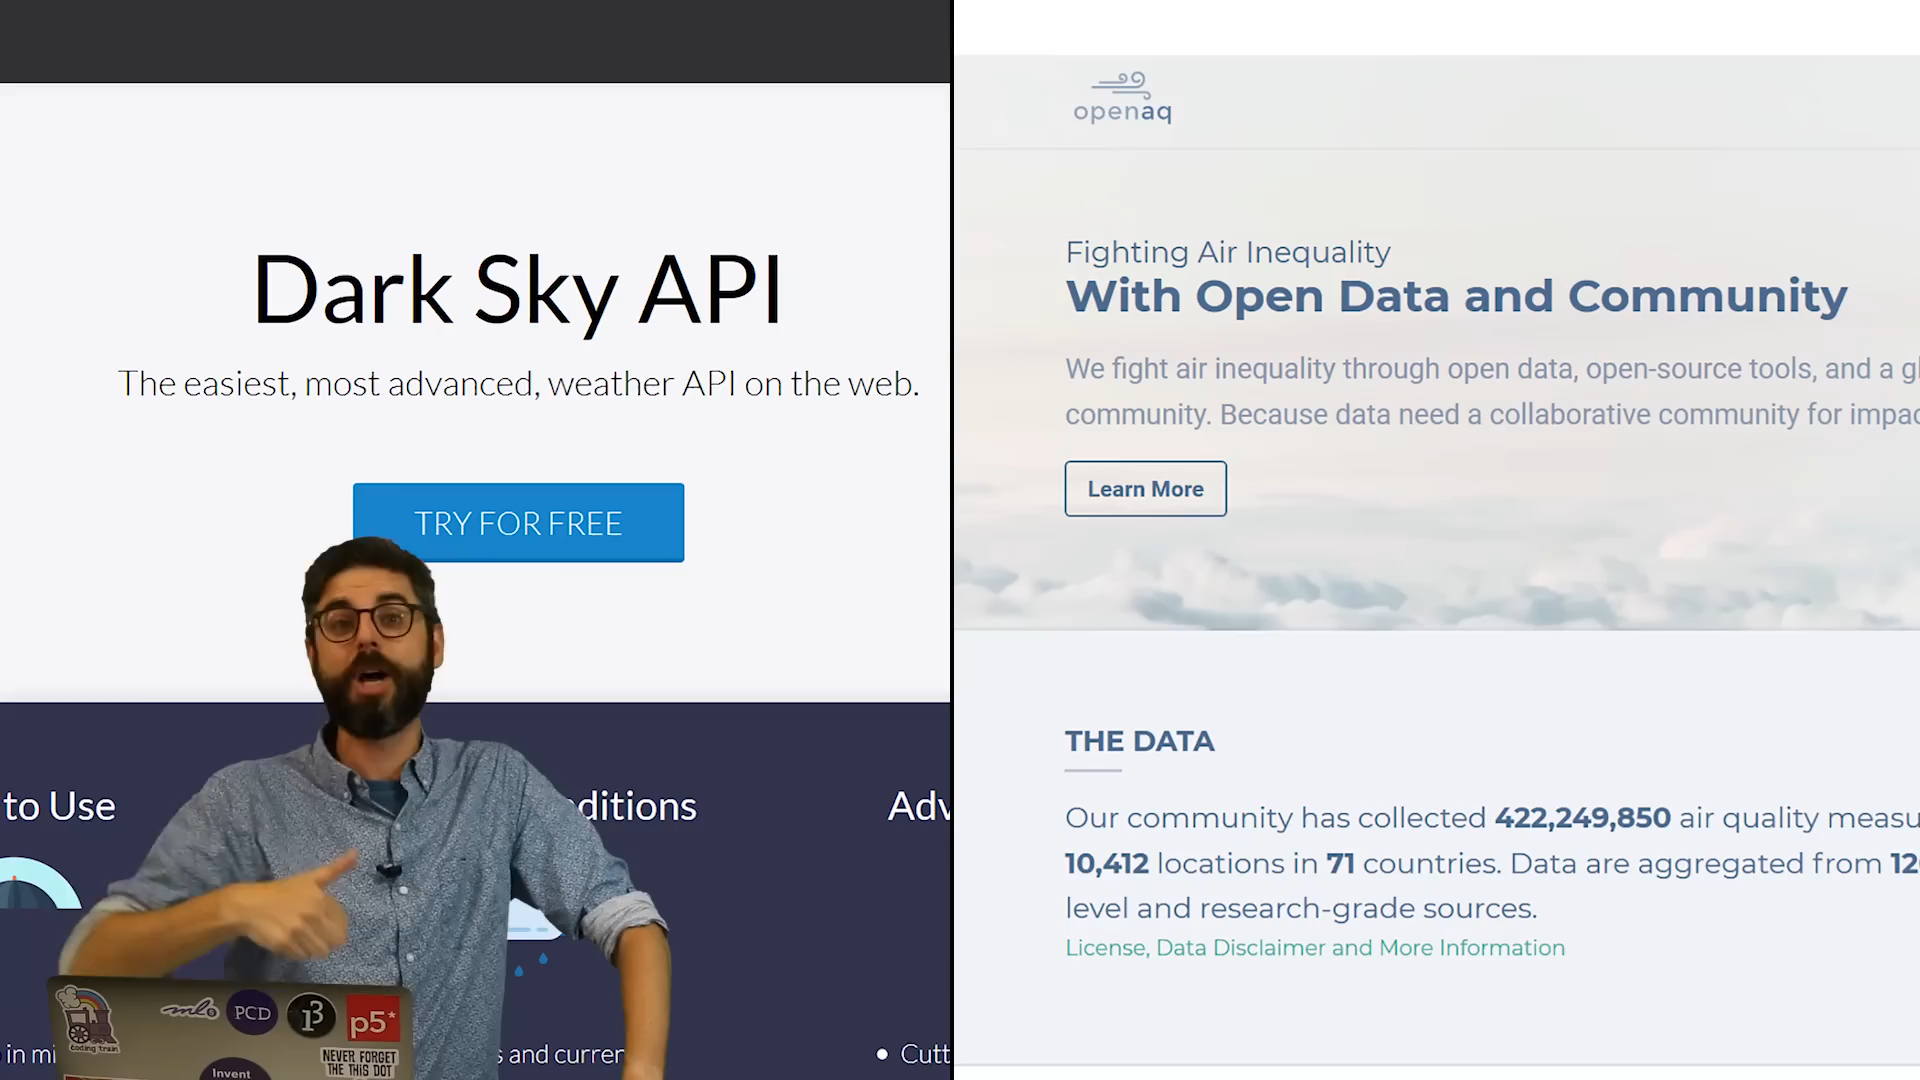 Dark Sky API
The easiest, most advanced, weather API on the web.
TRY FOR FREE
to Use
ditions
Adv
in mi
s and curren
Cutt
coding train
PCD
p5*
NEVER FORGET
THE THIS DOT
Invent
openaq
Fighting Air Inequality
With Open Data and Community
We fight air inequality through open data, open-source tools, and a gl
community. Because data need a collaborative community for impac
Learn More
THE DATA
Our community has collected 422,249,850 air quality measu
10,412 locations in 71 countries. Data are aggregated from 12
level and research-grade sources.
License, Data Disclaimer and More Information